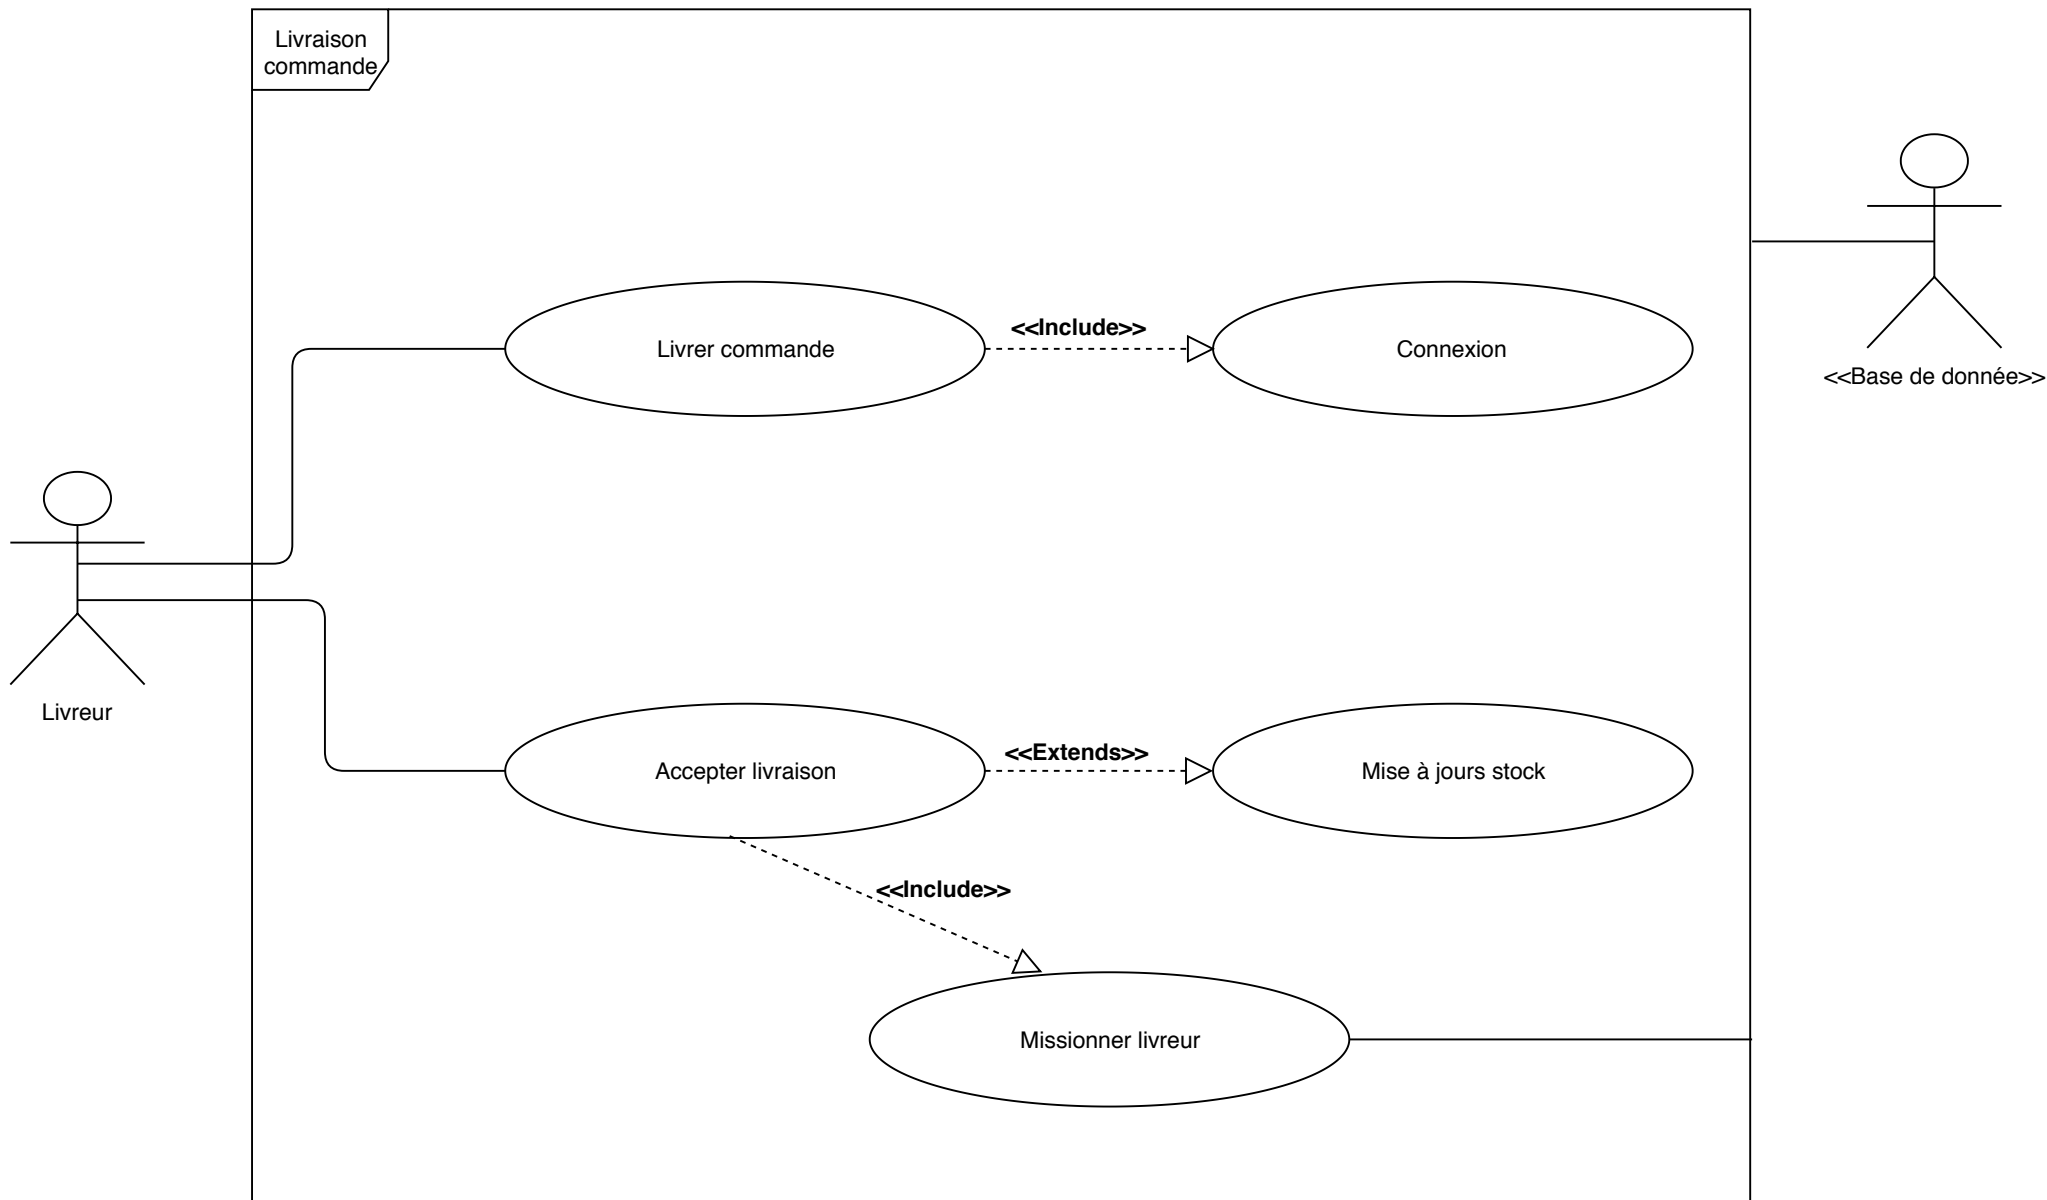 Livraison
commande
<<Include>>
Livrer commande
Connexion
<<Base de donnée>>
Livreur
<<Extends>>
Accepter livraison
Mise à jours stock
<<Include>>
Missionner livreur